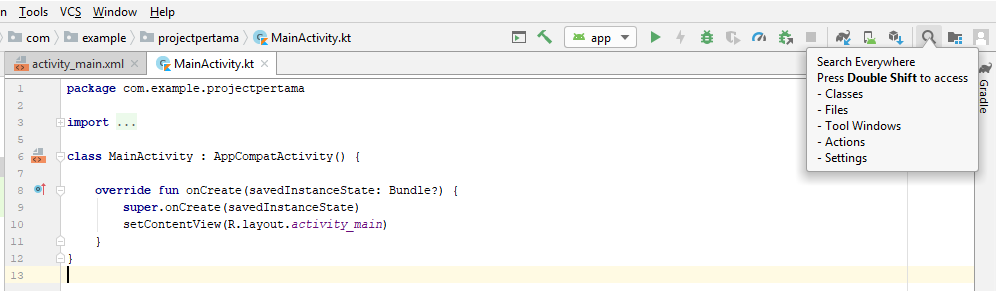 n Tools VCS Window Help
com example projectpertama MainActivity.kt app
activity_main.xml MainActivity.kt
Search Everywhere
Press Double Shift to access
- Classes
- Files
- Tool Windows
- Actions
- Settings
Gradle
1 package com.example.projectpertama
2
3 import ...
5
6 class MainActivity : AppCompatActivity() {
7
8 override fun onCreate(savedInstanceState: Bundle?) {
9 super.onCreate(savedInstanceState)
10 setContentView(R.layout.activity_main)
11 }
12 }
13